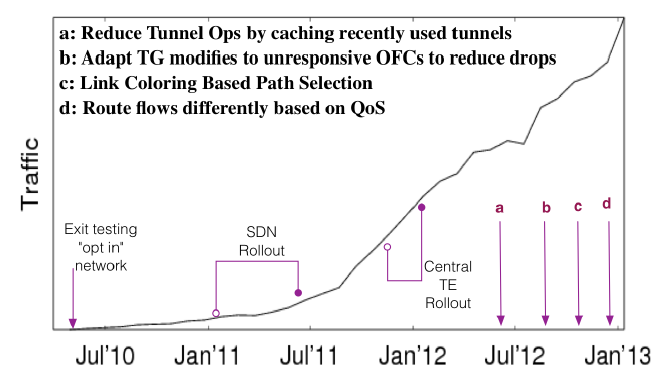 a: Reduce Tunnel Ops by caching recently used tunnels
b: Adapt TG modifies to unresponsive OFCs to reduce drops
c: Link Coloring Based Path Selection
d: Route flows differently based on QoS
Traffic
Exit testing
"opt in"
network
SDN
Rollout
Central
TE
Rollout
a
b
c
d
Jul'10
Jan'11
Jul'11
Jan'12
Jul'12
Jan'13